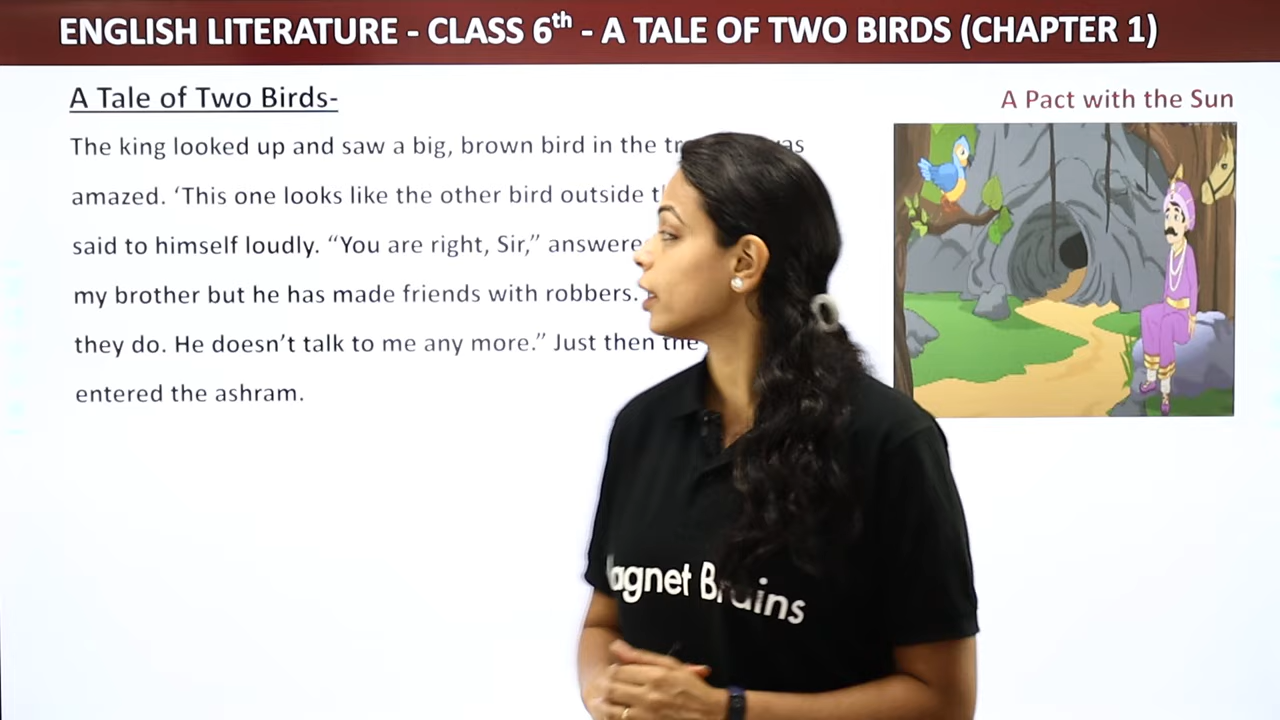 ENGLISH LITERATURE - CLASS 6th - A TALE OF TWO BIRDS (CHAPTER 1)
A Tale of Two Birds-
A Pact with the Sun
The king looked up and saw a big, brown bird in the
amazed. ‘This one looks like the other bird outside
said to himself loudly. “You are right, Sir,”
my brother but he has made friends with robbers.
they do. He doesn’t talk to me any more.” Just then the
entered the ashram.
Magnet Brains